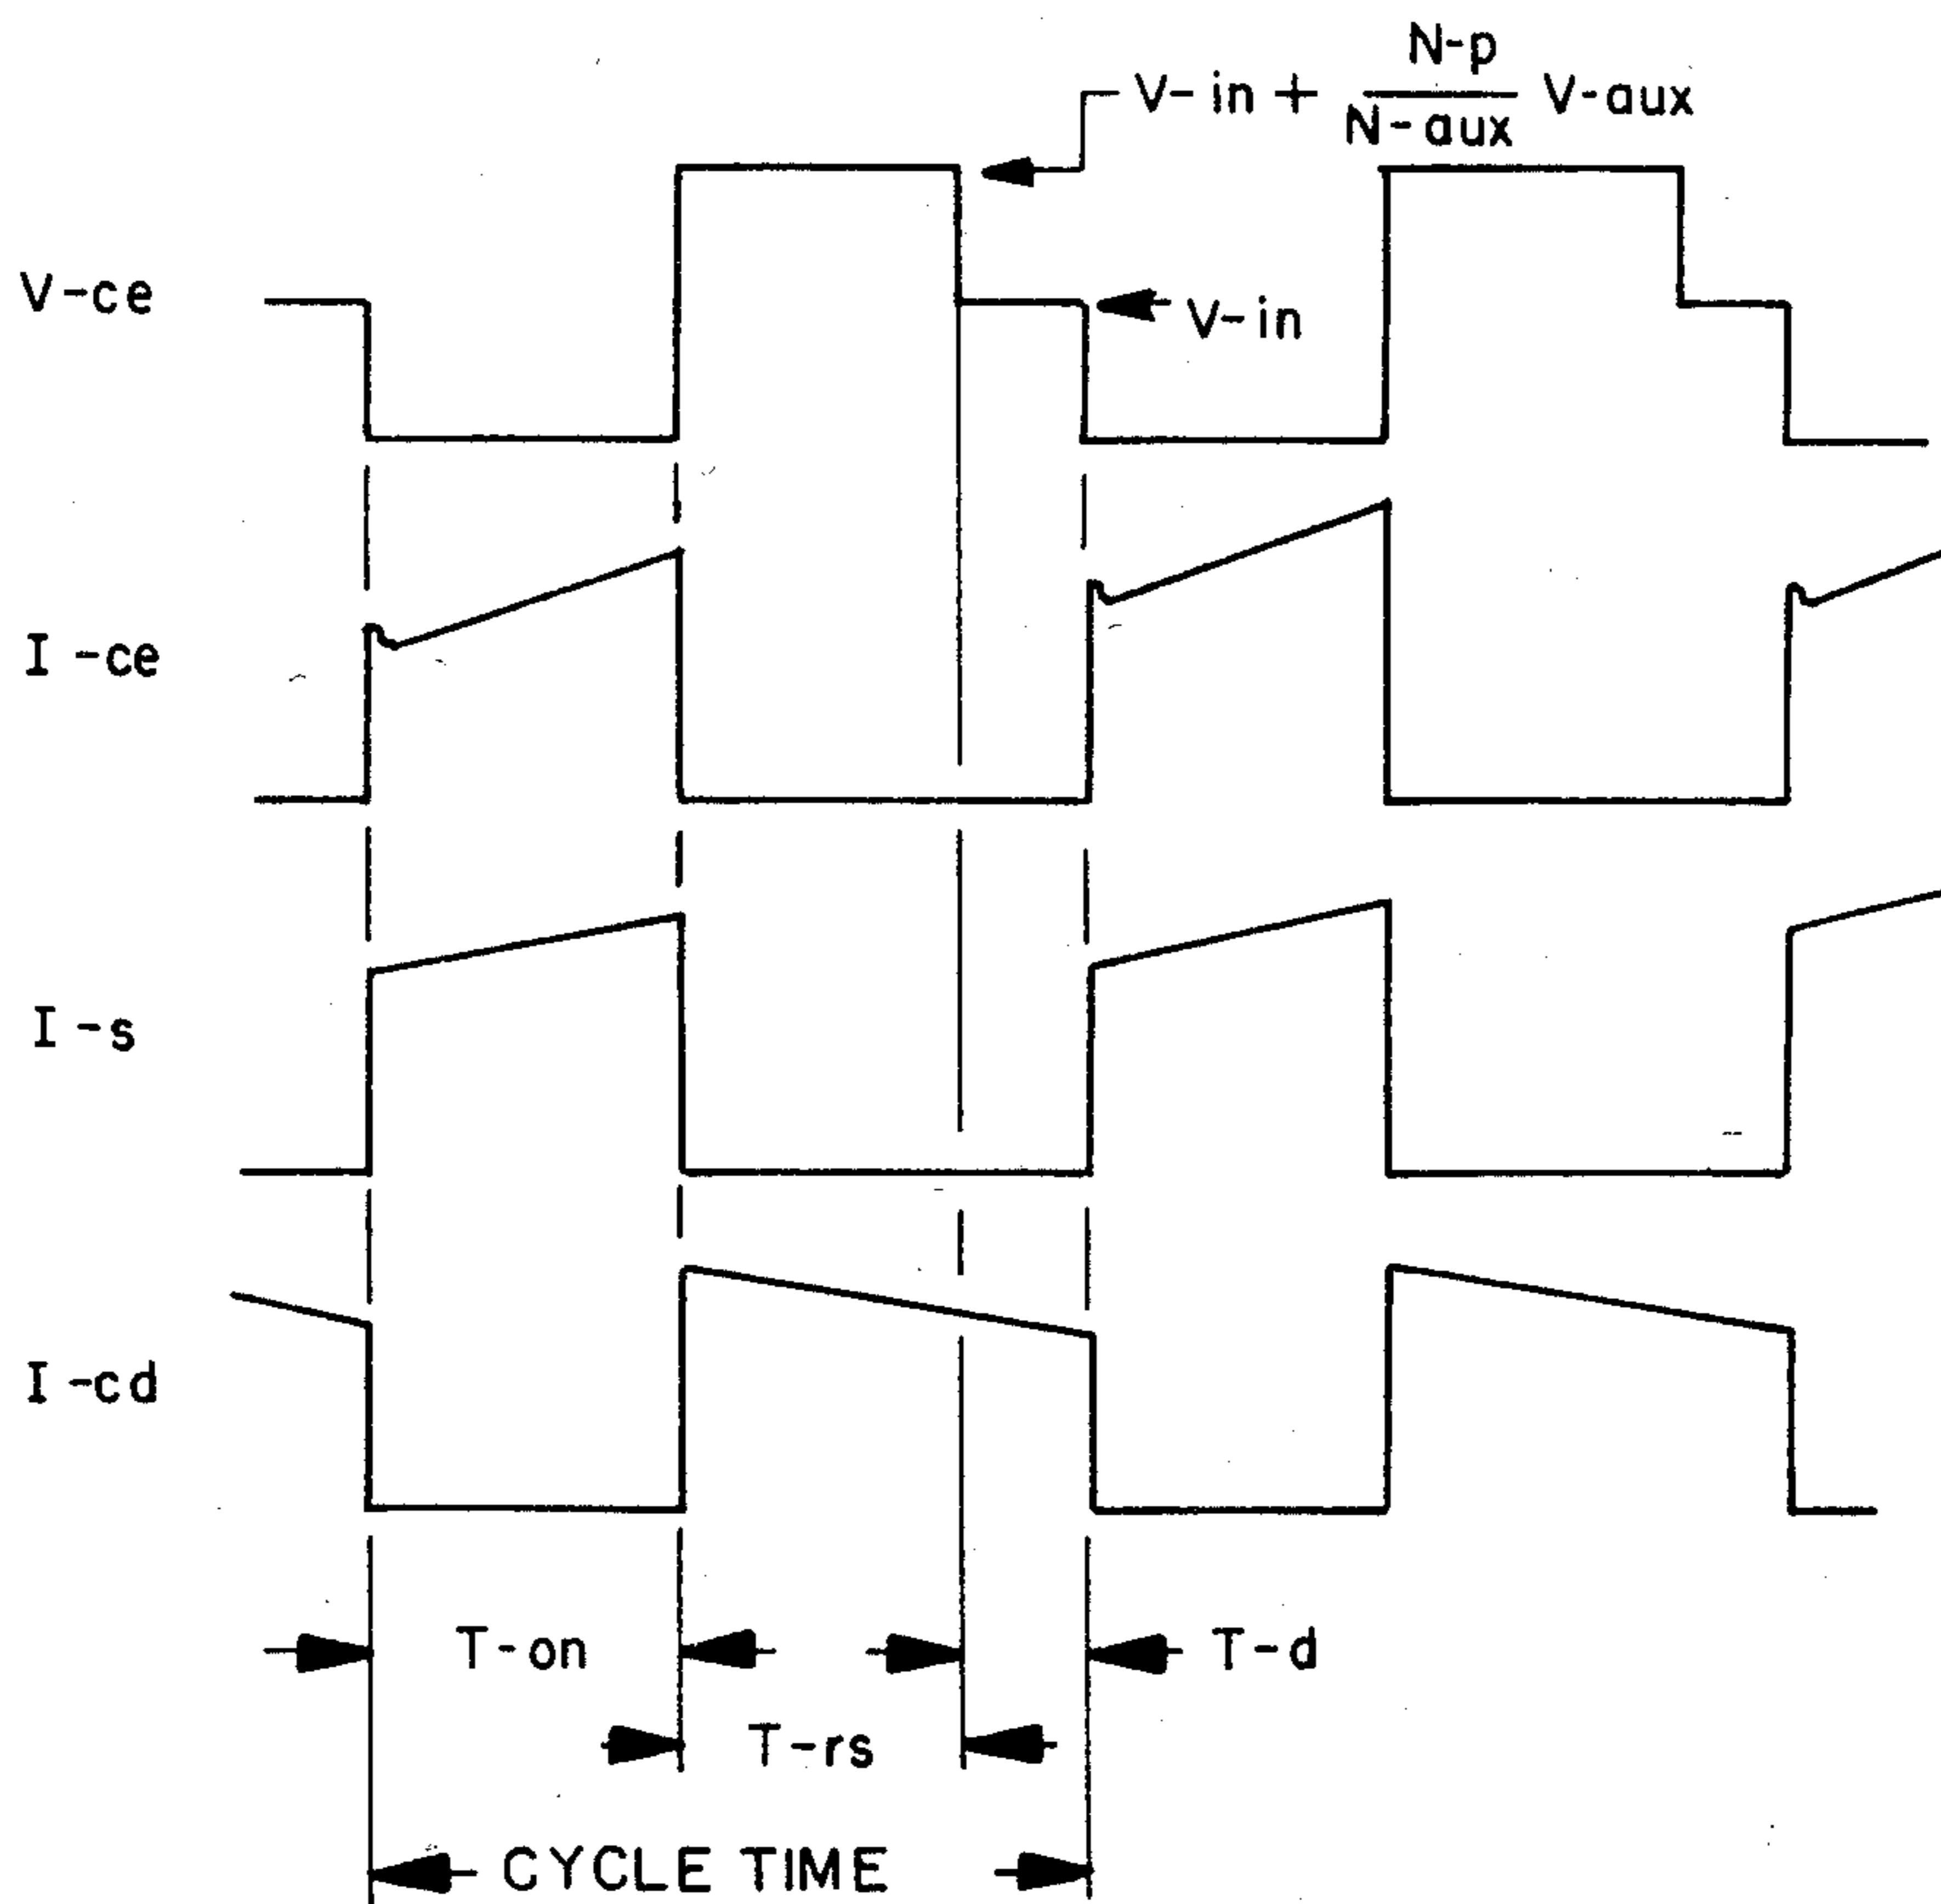 N-p
V-in + ——— V-aux
N-aux
V-ce
V-in
I-ce
I-s
I-cd
T-on
T-d
T-rs
CYCLE TIME